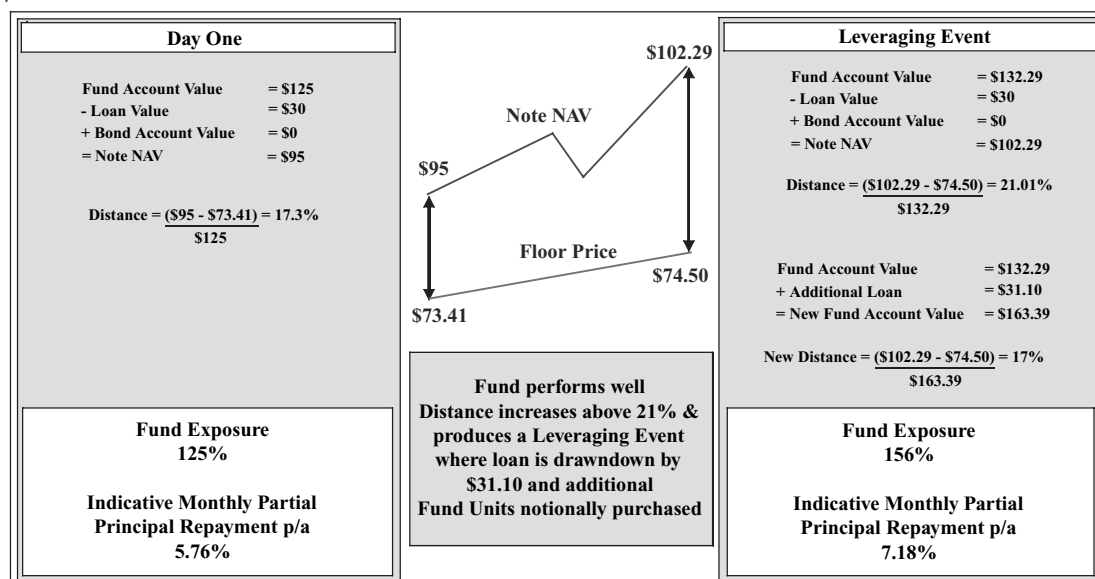 Day One
Fund Account Value = $125
- Loan Value = $30
+ Bond Account Value = $0
= Note NAV = $95
Distance = ($95 - $73.41) = 17.3%
$125
Fund Exposure
125%
Indicative Monthly Partial
Principal Repayment p/a
5.76%
$102.29
Note NAV
$95
Floor Price
$74.50
$73.41
Fund performs well
Distance increases above 21% &
produces a Leveraging Event
where loan is drawndown by
$31.10 and additional
Fund Units notionally purchased
Leveraging Event
Fund Account Value = $132.29
- Loan Value = $30
+ Bond Account Value = $0
= Note NAV = $102.29
Distance = ($102.29 - $74.50) = 21.01%
$132.29
Fund Account Value = $132.29
+ Additional Loan = $31.10
= New Fund Account Value = $163.39
New Distance = ($102.29 - $74.50) = 17%
$163.39
Fund Exposure
156%
Indicative Monthly Partial
Principal Repayment p/a
7.18%